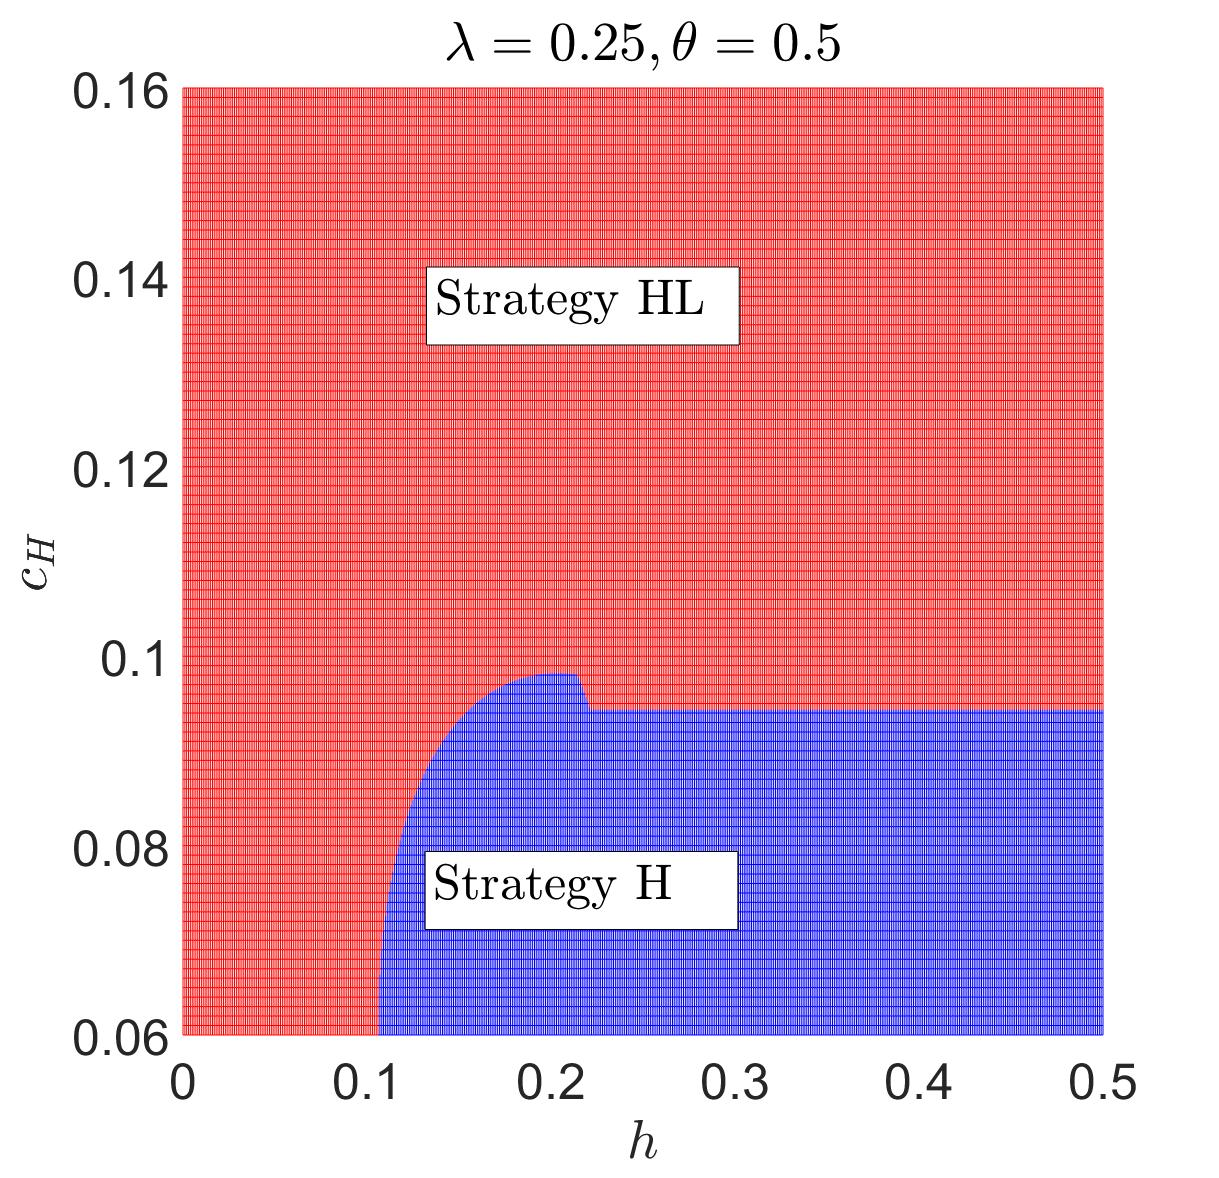 λ = 0.25, θ = 0.5
0.16
0.14
Strategy HL
0.12
c_H
0.1
0.08
Strategy H
0.06
0 0.1 0.2 0.3 0.4 0.5
h